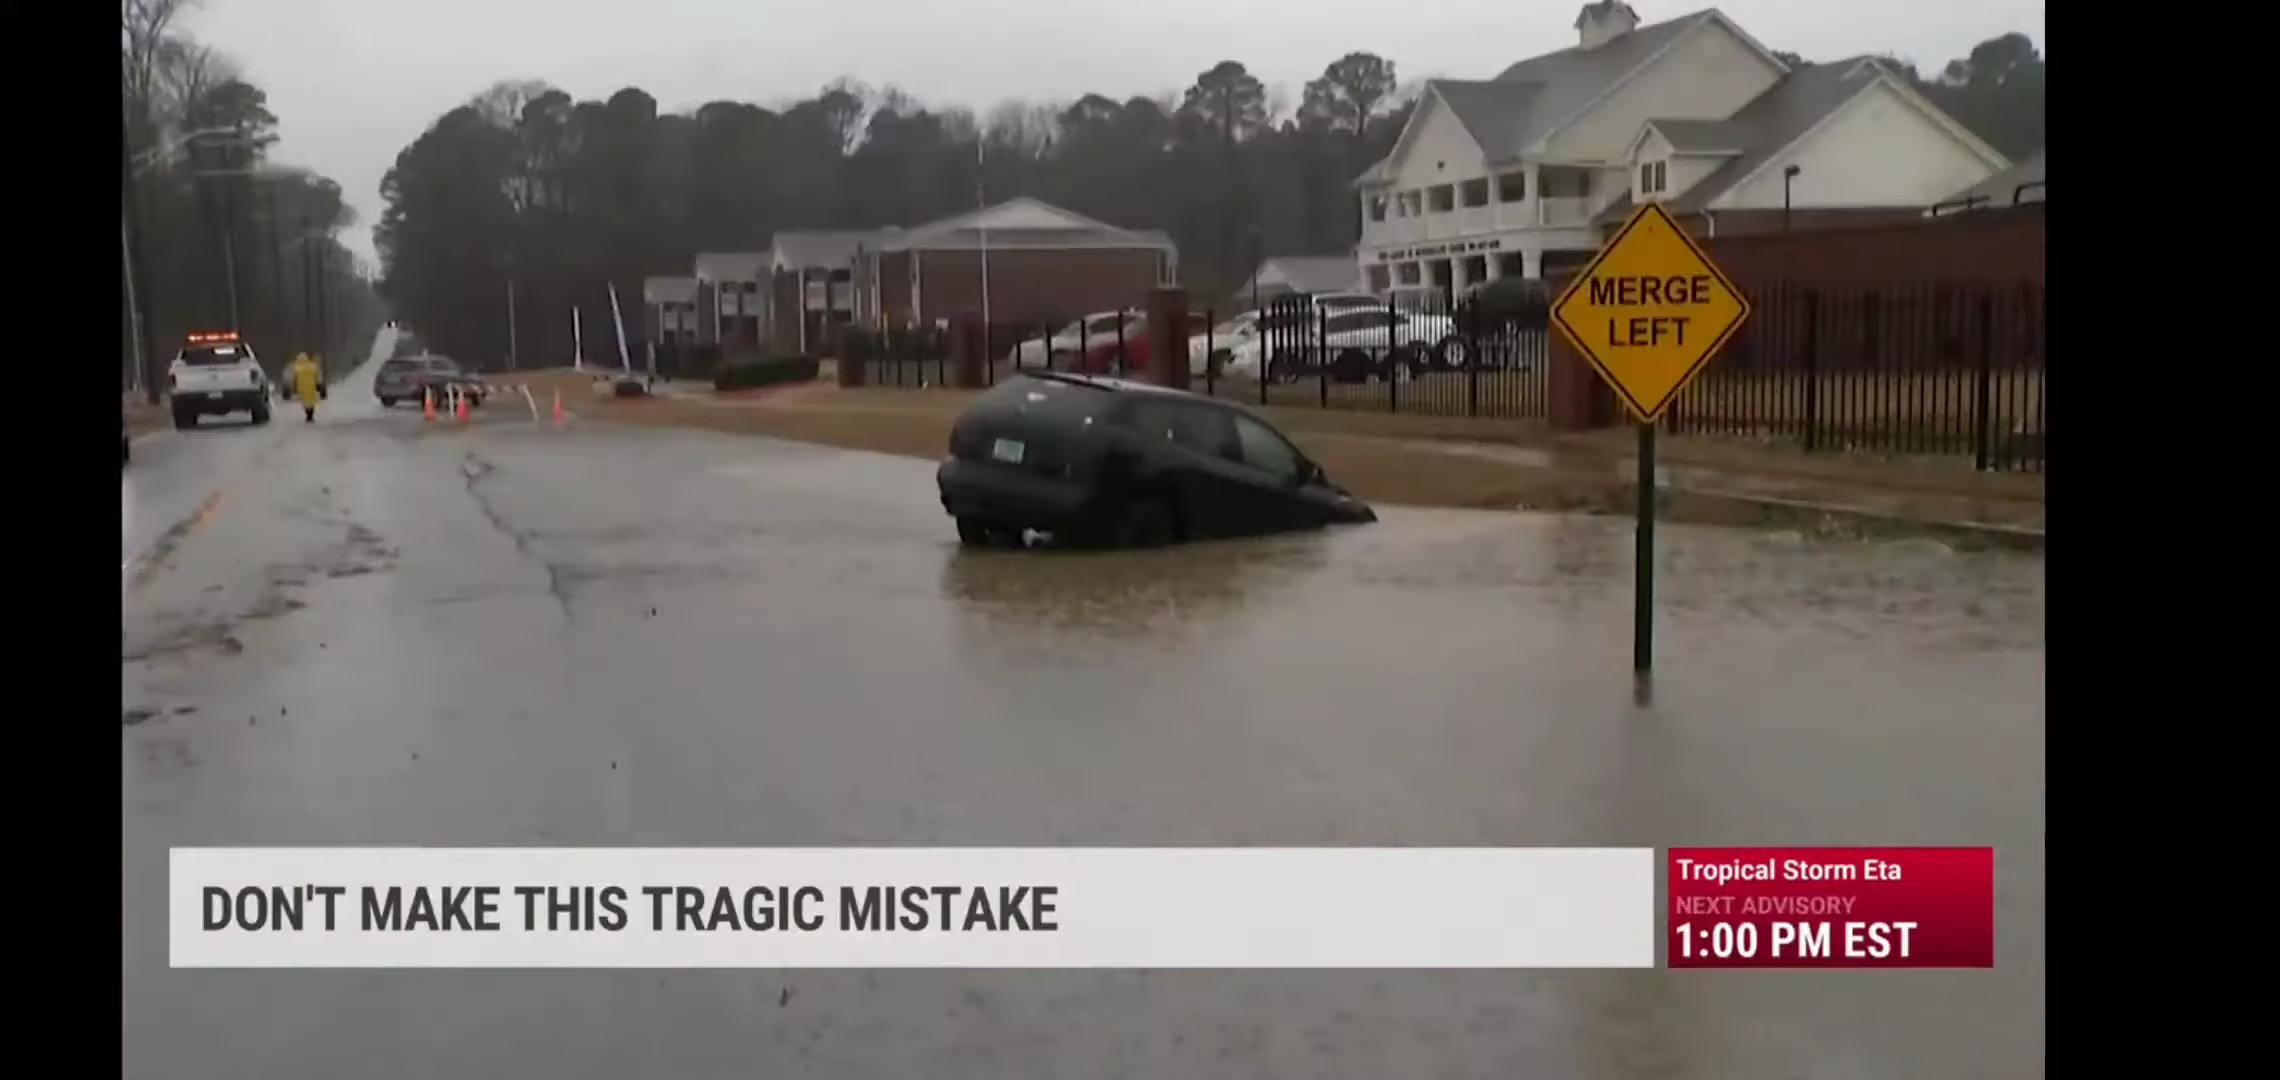 MERGE
LEFT
DON'T MAKE THIS TRAGIC MISTAKE
Tropical Storm Eta
NEXT ADVISORY
1:00 PM EST